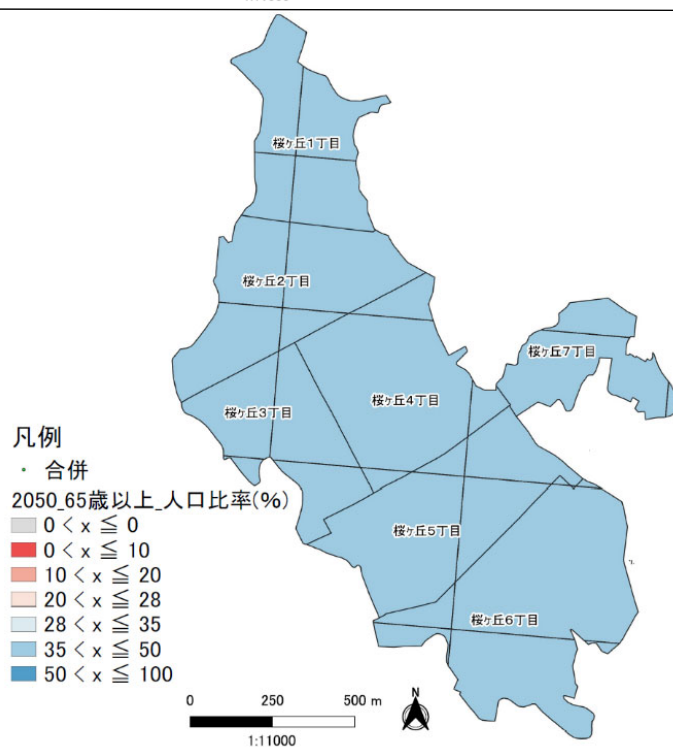 桜ヶ丘1丁目
桜ヶ丘2丁目
桜ヶ丘7丁目
桜ヶ丘4丁目
桜ヶ丘3丁目
桜ヶ丘5丁目
桜ヶ丘6丁目
凡例
・ 合併
2050_65歳以上_人口比率(%)
0 < x ≦ 0
0 < x ≦ 10
10 < x ≦ 20
20 < x ≦ 28
28 < x ≦ 35
35 < x ≦ 50
50 < x ≦ 100
0 250 500 m
N
1:11000